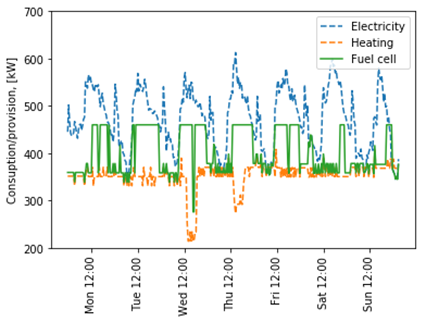 700
600
500
400
300
200
Consuption/provision, [kW]
Electricity
Heating
Fuel cell
Mon 12:00
Tue 12:00
Wed 12:00
Thu 12:00
Fri 12:00
Sat 12:00
Sun 12:00